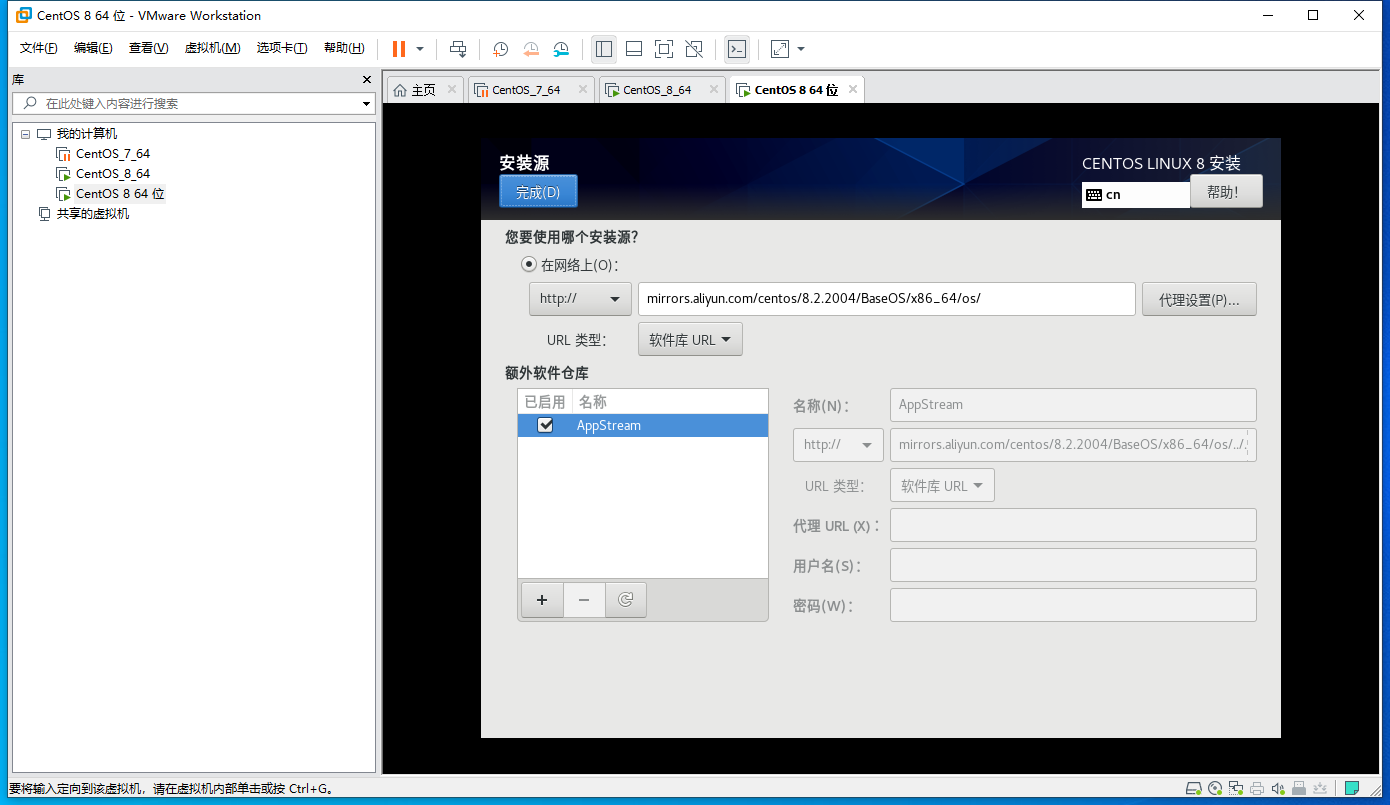 CentOS 8 64 位 - VMware Workstation
文件(F) 编辑(E) 查看(V) 虚拟机(M) 选项卡(T) 帮助(H)
库
在此处键入内容进行搜索
我的计算机
CentOS_7_64
CentOS_8_64
CentOS 8 64 位
共享的虚拟机
主页 CentOS_7_64 CentOS_8_64 CentOS 8 64 位
安装源
完成(D)
CENTOS LINUX 8 安装
cn 帮助!
您要使用哪个安装源?
在网络上(O):
http:// mirrors.aliyun.com/centos/8.2.2004/BaseOS/x86_64/os/ 代理设置(P)...
URL 类型: 软件库 URL
额外软件仓库
已启用 名称
AppStream
名称(N): AppStream
http:// mirrors.aliyun.com/centos/8.2.2004/BaseOS/x86_64/os/../.
URL 类型: 软件库 URL
代理 URL (X):
用户名(S):
密码(W):
要将输入定向到该虚拟机，请在虚拟机内部单击或按 Ctrl+G。